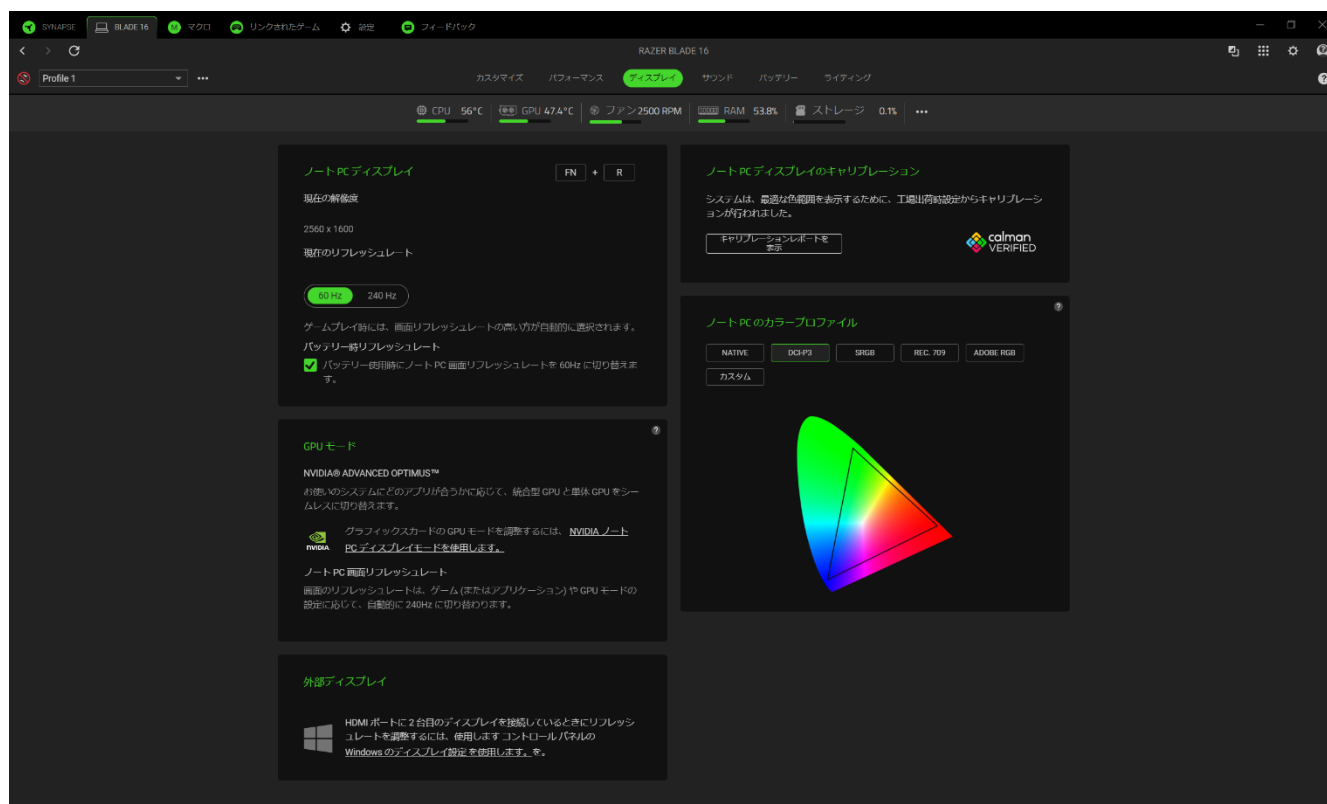 SYNAPSE BLADE 16 マクロ リンクされたゲーム 設定 フィードバック
RAZER BLADE 16
Profile 1 カスタマイズ パフォーマンス ディスプレイ サウンド バッテリー ライティング
CPU 56°C GPU 47.4°C ファン 2500 RPM RAM 53.8% ストレージ 0.1%
ノート PC ディスプレイ FN + R
現在の解像度
2560 x 1600
現在のリフレッシュレート
60 Hz 240 Hz
ゲームプレイ時には、画面リフレッシュレートの高い方が自動的に選択されます。
バッテリー時リフレッシュレート
バッテリー使用時にノート PC 画面リフレッシュレートを 60Hz に切り替えま
す。
GPU モード
NVIDIA® ADVANCED OPTIMUS™
お使いのシステムにどのアプリが合うかに応じて、統合型 GPU と単体 GPU をシー
ムレスに切り替えます。
グラフィックスカードの GPU モードを調整するには、 NVIDIA ノート
PC ディスプレイモードを使用します。
NVIDIA
ノート PC 画面リフレッシュレート
画面のリフレッシュレートは、ゲーム (またはアプリケーション) や GPU モードの
設定に応じて、自動的に 240Hz に切り替わります。
外部ディスプレイ
HDMI ポートに 2 台目のディスプレイを接続しているときにリフレッシ
ュレートを調整するには、使用します コントロール パネルの
Windows のディスプレイ設定 を使用します。を。
ノート PC ディスプレイのキャリブレーション
システムは、最適な色範囲を表示するために、工場出荷時設定からキャリブレーシ
ョンが行われました。
キャリブレーションレポートを
表示
calman
VERIFIED
ノート PC のカラープロファイル
NATIVE DCI-P3 SRGB REC. 709 ADOBE RGB
カスタム